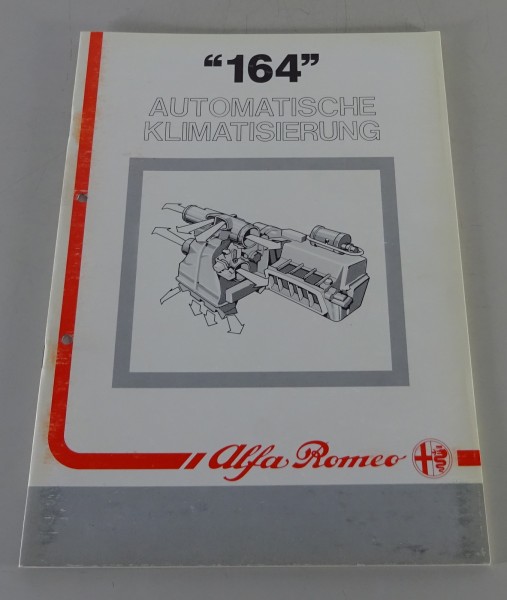 “164”
AUTOMATISCHE
KLIMATISIERUNG
Alfa Romeo